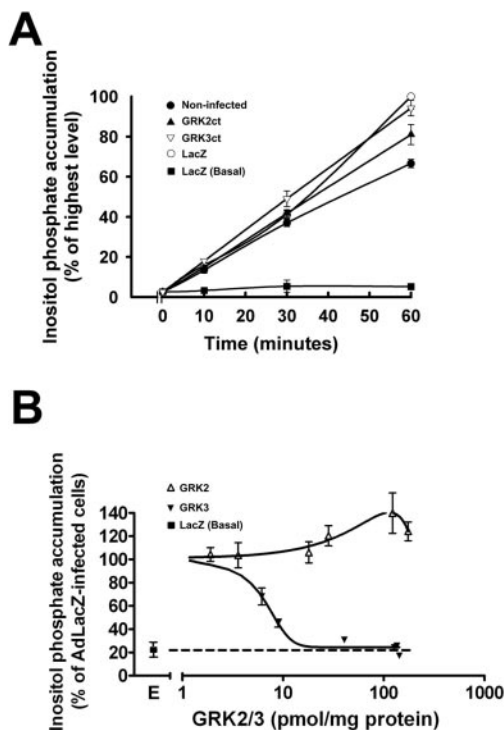 A
Inositol phosphate accumulation
(% of highest level)
100
80
60
40
20
0
Non-infected
GRK2ct
GRK3ct
LacZ
LacZ (Basal)
0 10 20 30 40 50 60
Time (minutes)
B
Inositol phosphate accumulation
(% of AdLacZ-infected cells)
140
120
100
80
60
40
20
0
GRK2
GRK3
LacZ (Basal)
E 1 10 100 1000
GRK2/3 (pmol/mg protein)